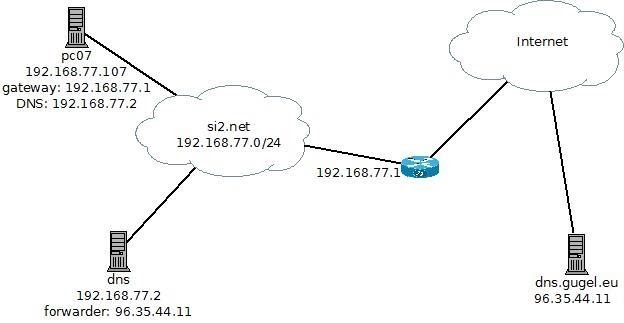 pc07
192.168.77.107
gateway: 192.168.77.1
DNS: 192.168.77.2
Internet
si2.net
192.168.77.0/24
192.168.77.1
dns
192.168.77.2
forwarder: 96.35.44.11
dns.gugel.eu
96.35.44.11